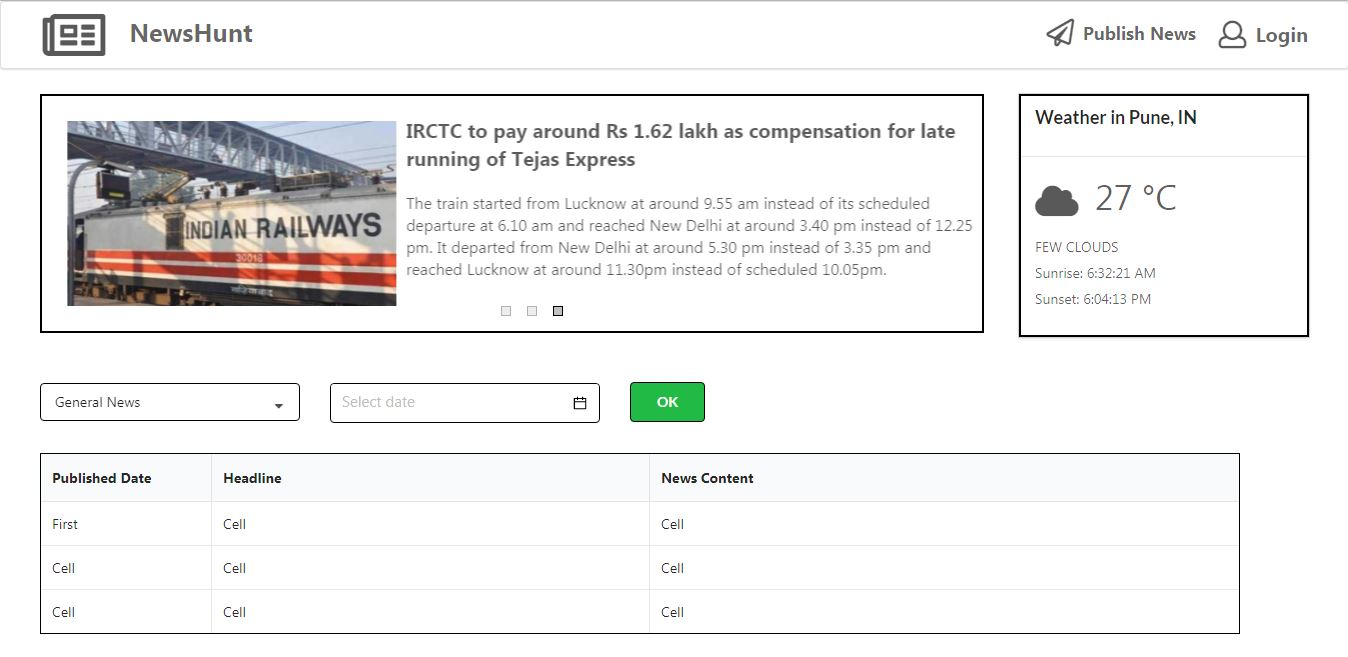 NewsHunt
Publish News
Login
INDIAN RAILWAYS
30018
IRCTC to pay around Rs 1.62 lakh as compensation for late
running of Tejas Express
The train started from Lucknow at around 9.55 am instead of its scheduled
departure at 6.10 am and reached New Delhi at around 3.40 pm instead of 12.25
pm. It departed from New Delhi at around 5.30 pm instead of 3.35 pm and
reached Lucknow at around 11.30pm instead of scheduled 10.05pm.
Weather in Pune, IN
27 °C
FEW CLOUDS
Sunrise: 6:32:21 AM
Sunset: 6:04:13 PM
General News
Select date
OK
Published Date Headline News Content
First Cell Cell
Cell Cell Cell
Cell Cell Cell